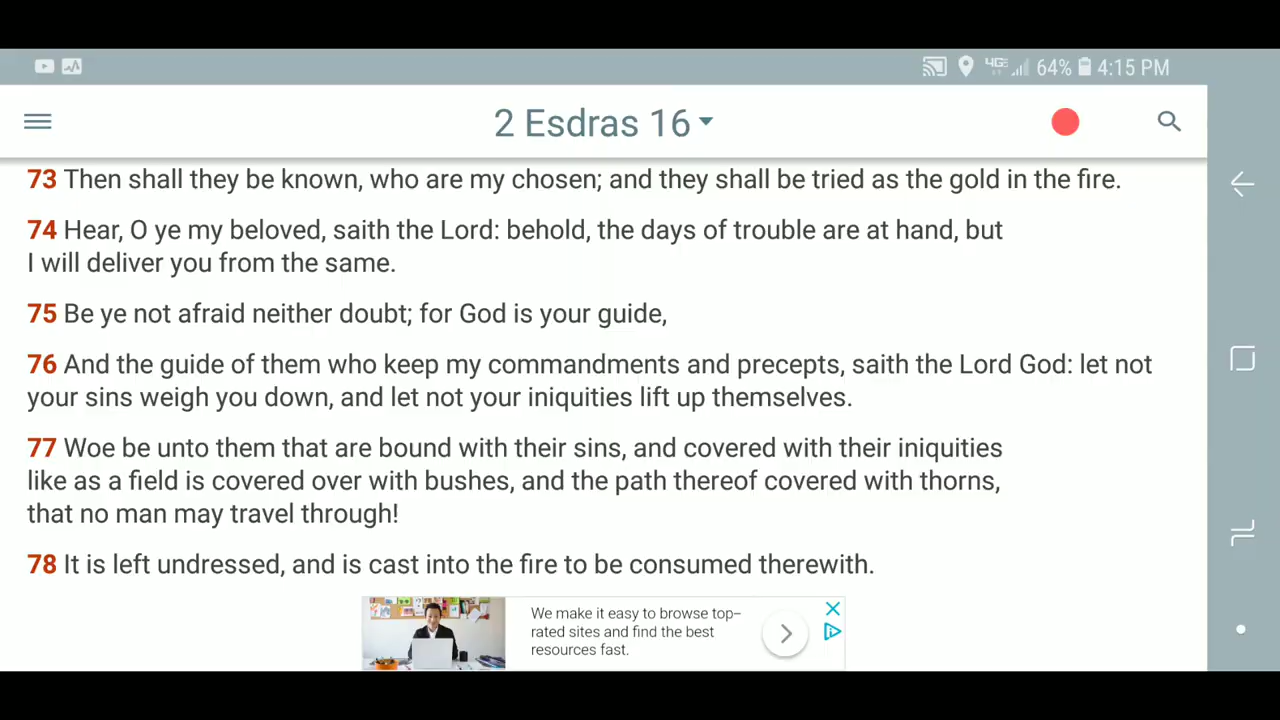 4G 64% 4:15 PM
2 Esdras 16
73 Then shall they be known, who are my chosen; and they shall be tried as the gold in the fire.
74 Hear, O ye my beloved, saith the Lord: behold, the days of trouble are at hand, but
I will deliver you from the same.
75 Be ye not afraid neither doubt; for God is your guide,
76 And the guide of them who keep my commandments and precepts, saith the Lord God: let not
your sins weigh you down, and let not your iniquities lift up themselves.
77 Woe be unto them that are bound with their sins, and covered with their iniquities
like as a field is covered over with bushes, and the path thereof covered with thorns,
that no man may travel through!
78 It is left undressed, and is cast into the fire to be consumed therewith.
We make it easy to browse top-
rated sites and find the best
resources fast.